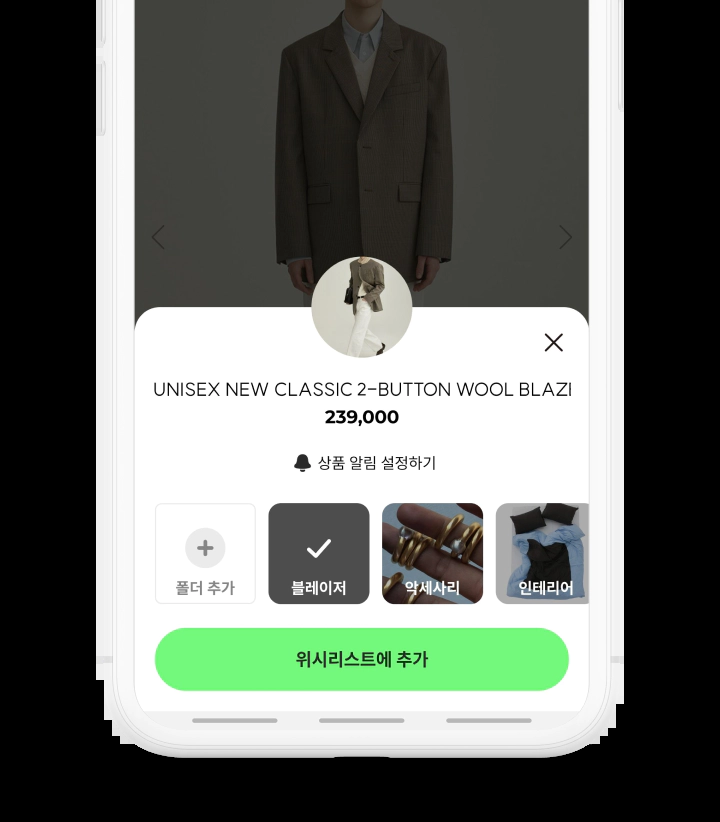 UNISEX NEW CLASSIC 2-BUTTON WOOL BLAZI
239,000
상품 알림 설정하기
폴더 추가
블레이저
악세사리
인테리어
위시리스트에 추가